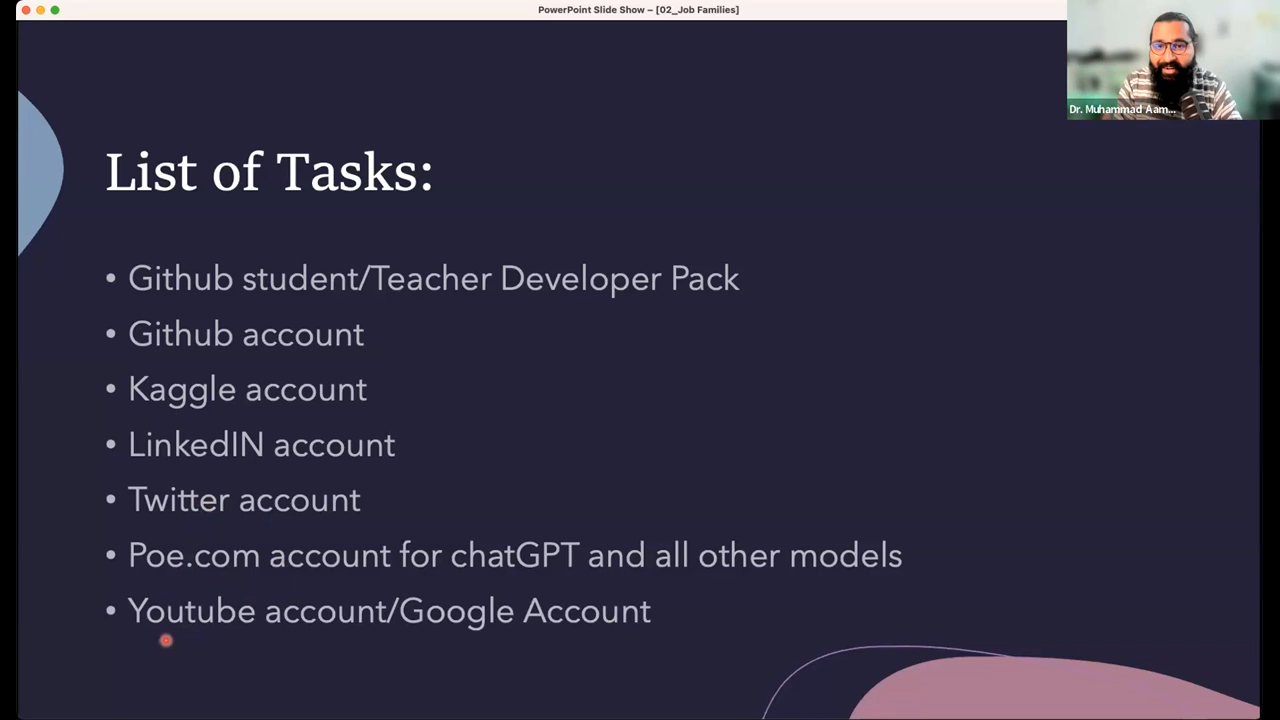 PowerPoint Slide Show – [02_Job Families]
Dr. Muhammad Aam...
List of Tasks:
• Github student/Teacher Developer Pack
• Github account
• Kaggle account
• LinkedIN account
• Twitter account
• Poe.com account for chatGPT and all other models
• Youtube account/Google Account